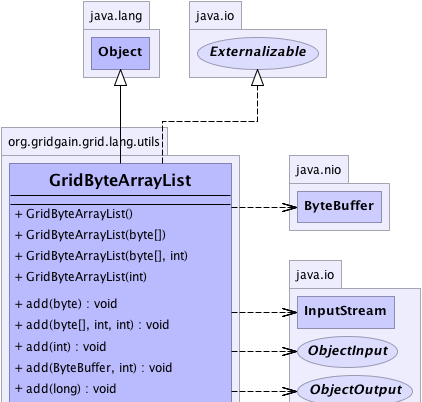 java.lang
java.io
Object
Externalizable
org.gridgain.grid.lang.utils
GridByteArrayList
+ GridByteArrayList()
+ GridByteArrayList(byte[])
+ GridByteArrayList(byte[], int)
+ GridByteArrayList(int)
+ add(byte) : void
+ add(byte[], int, int) : void
+ add(int) : void
+ add(ByteBuffer, int) : void
+ add(long) : void
java.nio
ByteBuffer
java.io
InputStream
ObjectInput
ObjectOutput